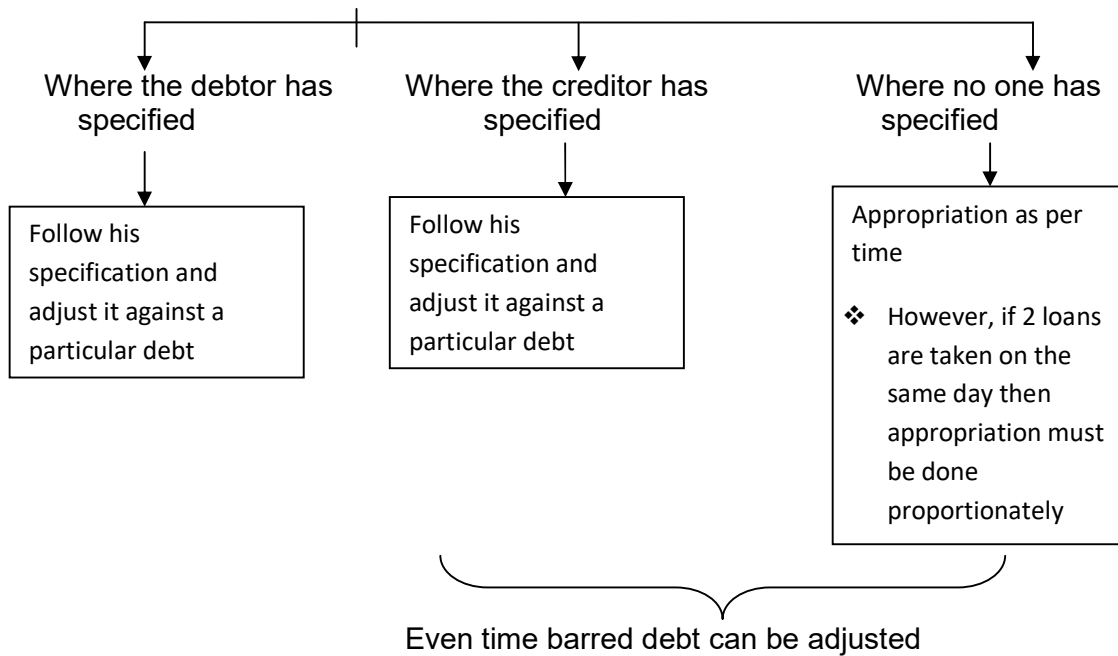 Where the debtor has
specified
Where the creditor has
specified
Where no one has
specified
Follow his
specification and
adjust it against a
particular debt
Follow his
specification and
adjust it against a
particular debt
Appropriation as per
time
❖ However, if 2 loans
are taken on the
same day then
appropriation must
be done
proportionately
Even time barred debt can be adjusted